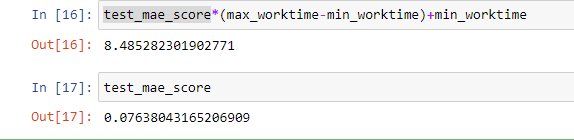 In [16]: test_mae_score*(max_worktime-min_worktime)+min_worktime
Out[16]: 8.485282301902771
In [17]: test_mae_score
Out[17]: 0.07638043165206909